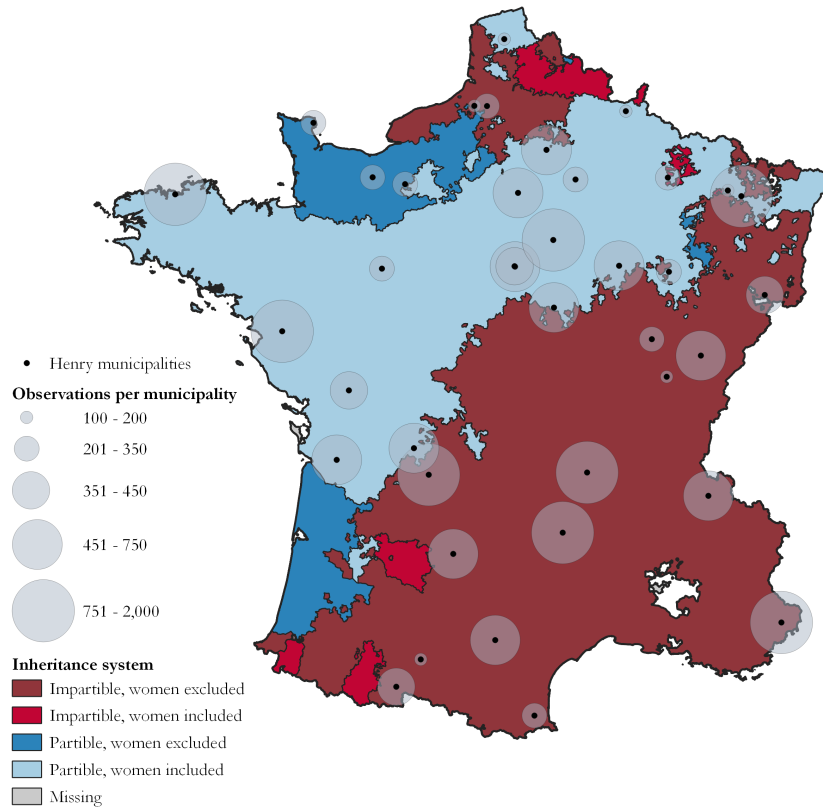 Henry municipalities
Observations per municipality
100 - 200
201 - 350
351 - 450
451 - 750
751 - 2,000
Inheritance system
Impartible, women excluded
Impartible, women included
Partible, women excluded
Partible, women included
Missing